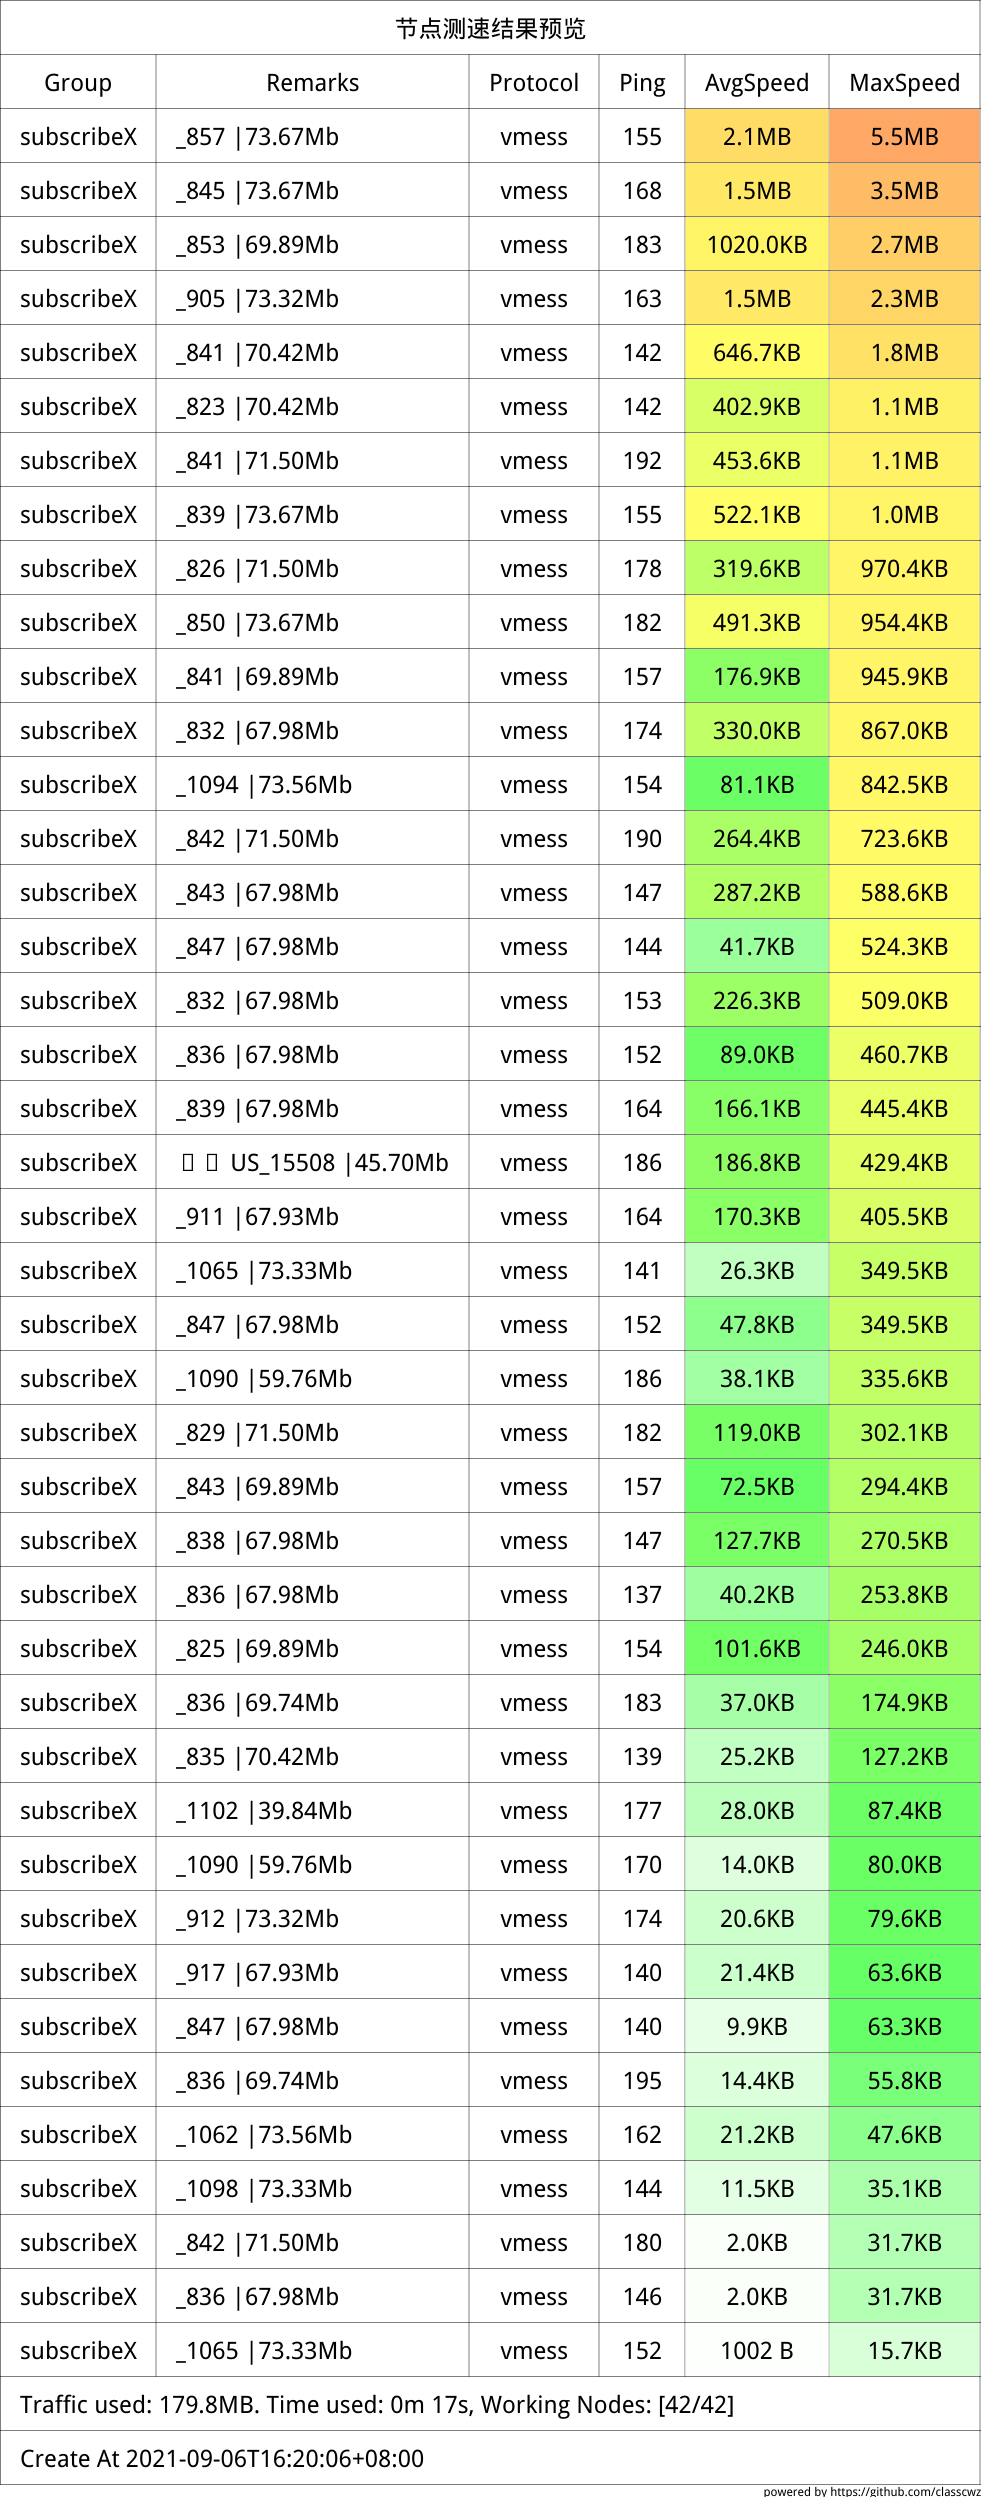 节点测速结果预览
Group Remarks Protocol Ping AvgSpeed MaxSpeed
subscribeX _857 |73.67Mb vmess 155 2.1MB 5.5MB
subscribeX _845 |73.67Mb vmess 168 1.5MB 3.5MB
subscribeX _853 |69.89Mb vmess 183 1020.0KB 2.7MB
subscribeX _905 |73.32Mb vmess 163 1.5MB 2.3MB
subscribeX _841 |70.42Mb vmess 142 646.7KB 1.8MB
subscribeX _823 |70.42Mb vmess 142 402.9KB 1.1MB
subscribeX _841 |71.50Mb vmess 192 453.6KB 1.1MB
subscribeX _839 |73.67Mb vmess 155 522.1KB 1.0MB
subscribeX _826 |71.50Mb vmess 178 319.6KB 970.4KB
subscribeX _850 |73.67Mb vmess 182 491.3KB 954.4KB
subscribeX _841 |69.89Mb vmess 157 176.9KB 945.9KB
subscribeX _832 |67.98Mb vmess 174 330.0KB 867.0KB
subscribeX _1094 |73.56Mb vmess 154 81.1KB 842.5KB
subscribeX _842 |71.50Mb vmess 190 264.4KB 723.6KB
subscribeX _843 |67.98Mb vmess 147 287.2KB 588.6KB
subscribeX _847 |67.98Mb vmess 144 41.7KB 524.3KB
subscribeX _832 |67.98Mb vmess 153 226.3KB 509.0KB
subscribeX _836 |67.98Mb vmess 152 89.0KB 460.7KB
subscribeX _839 |67.98Mb vmess 164 166.1KB 445.4KB
subscribeX US_15508 |45.70Mb vmess 186 186.8KB 429.4KB
subscribeX _911 |67.93Mb vmess 164 170.3KB 405.5KB
subscribeX _1065 |73.33Mb vmess 141 26.3KB 349.5KB
subscribeX _847 |67.98Mb vmess 152 47.8KB 349.5KB
subscribeX _1090 |59.76Mb vmess 186 38.1KB 335.6KB
subscribeX _829 |71.50Mb vmess 182 119.0KB 302.1KB
subscribeX _843 |69.89Mb vmess 157 72.5KB 294.4KB
subscribeX _838 |67.98Mb vmess 147 127.7KB 270.5KB
subscribeX _836 |67.98Mb vmess 137 40.2KB 253.8KB
subscribeX _825 |69.89Mb vmess 154 101.6KB 246.0KB
subscribeX _836 |69.74Mb vmess 183 37.0KB 174.9KB
subscribeX _835 |70.42Mb vmess 139 25.2KB 127.2KB
subscribeX _1102 |39.84Mb vmess 177 28.0KB 87.4KB
subscribeX _1090 |59.76Mb vmess 170 14.0KB 80.0KB
subscribeX _912 |73.32Mb vmess 174 20.6KB 79.6KB
subscribeX _917 |67.93Mb vmess 140 21.4KB 63.6KB
subscribeX _847 |67.98Mb vmess 140 9.9KB 63.3KB
subscribeX _836 |69.74Mb vmess 195 14.4KB 55.8KB
subscribeX _1062 |73.56Mb vmess 162 21.2KB 47.6KB
subscribeX _1098 |73.33Mb vmess 144 11.5KB 35.1KB
subscribeX _842 |71.50Mb vmess 180 2.0KB 31.7KB
subscribeX _836 |67.98Mb vmess 146 2.0KB 31.7KB
subscribeX _1065 |73.33Mb vmess 152 1002 B 15.7KB
Traffic used: 179.8MB. Time used: 0m 17s, Working Nodes: [42/42]
Create At 2021-09-06T16:20:06+08:00
powered by https://github.com/classcwz